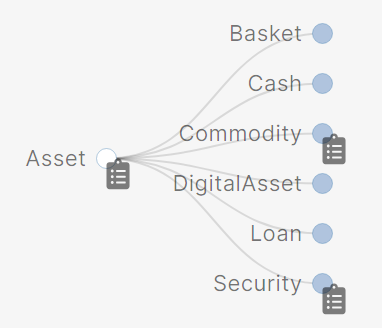 Basket
Cash
Commodity
Asset
DigitalAsset
Loan
Security